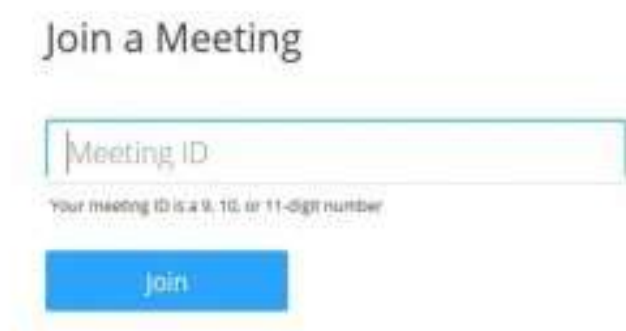 Join a Meeting
Meeting ID
Your meeting ID is a 9, 10, or 11-digit number
Join